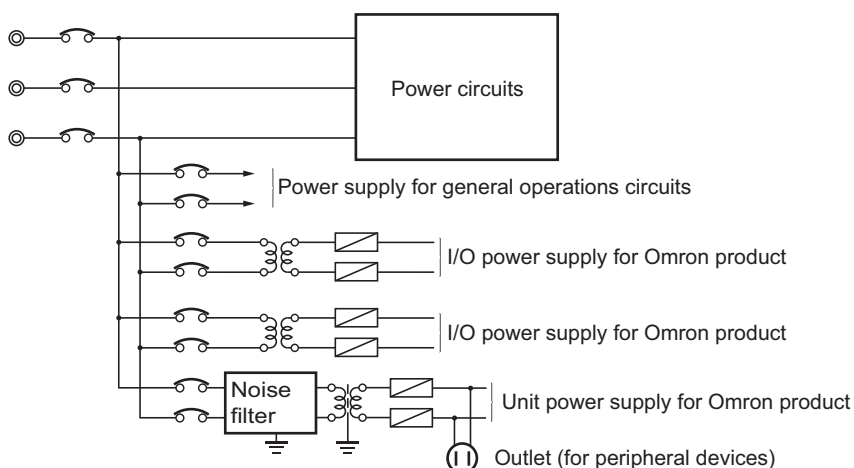 Power circuits
Power supply for general operations circuits
I/O power supply for Omron product
I/O power supply for Omron product
Noise
filter
Unit power supply for Omron product
Outlet (for peripheral devices)